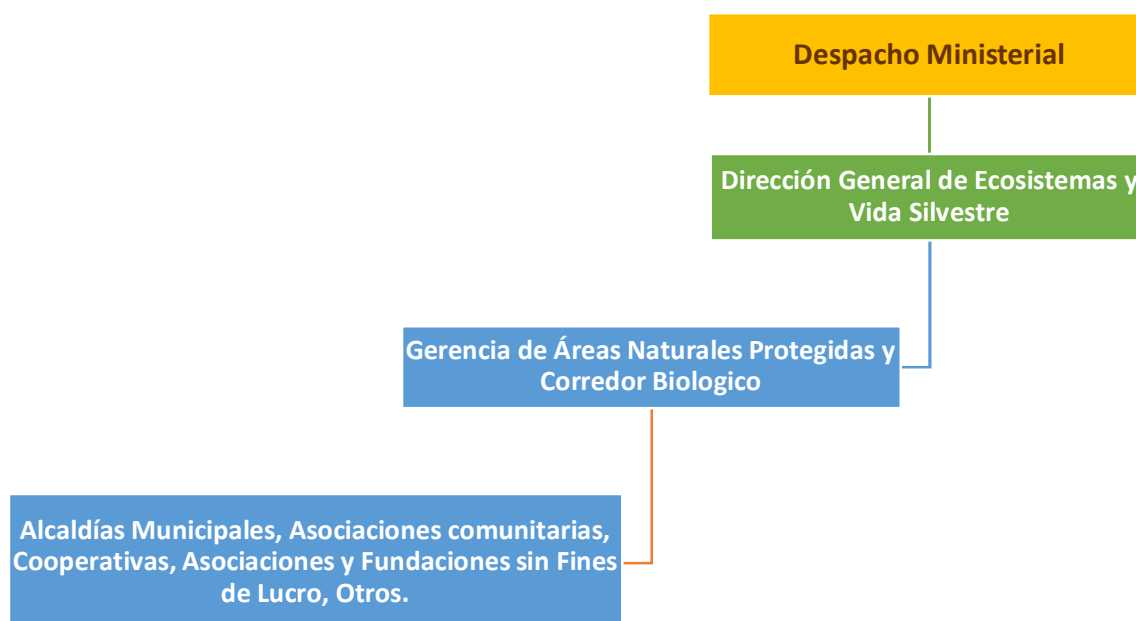 Despacho Ministerial
Dirección General de Ecosistemas y
Vida Silvestre
Gerencia de Áreas Naturales Protegidas y
Corredor Biologico
Alcaldías Municipales, Asociaciones comunitarias,
Cooperativas, Asociaciones y Fundaciones sin Fines
de Lucro, Otros.